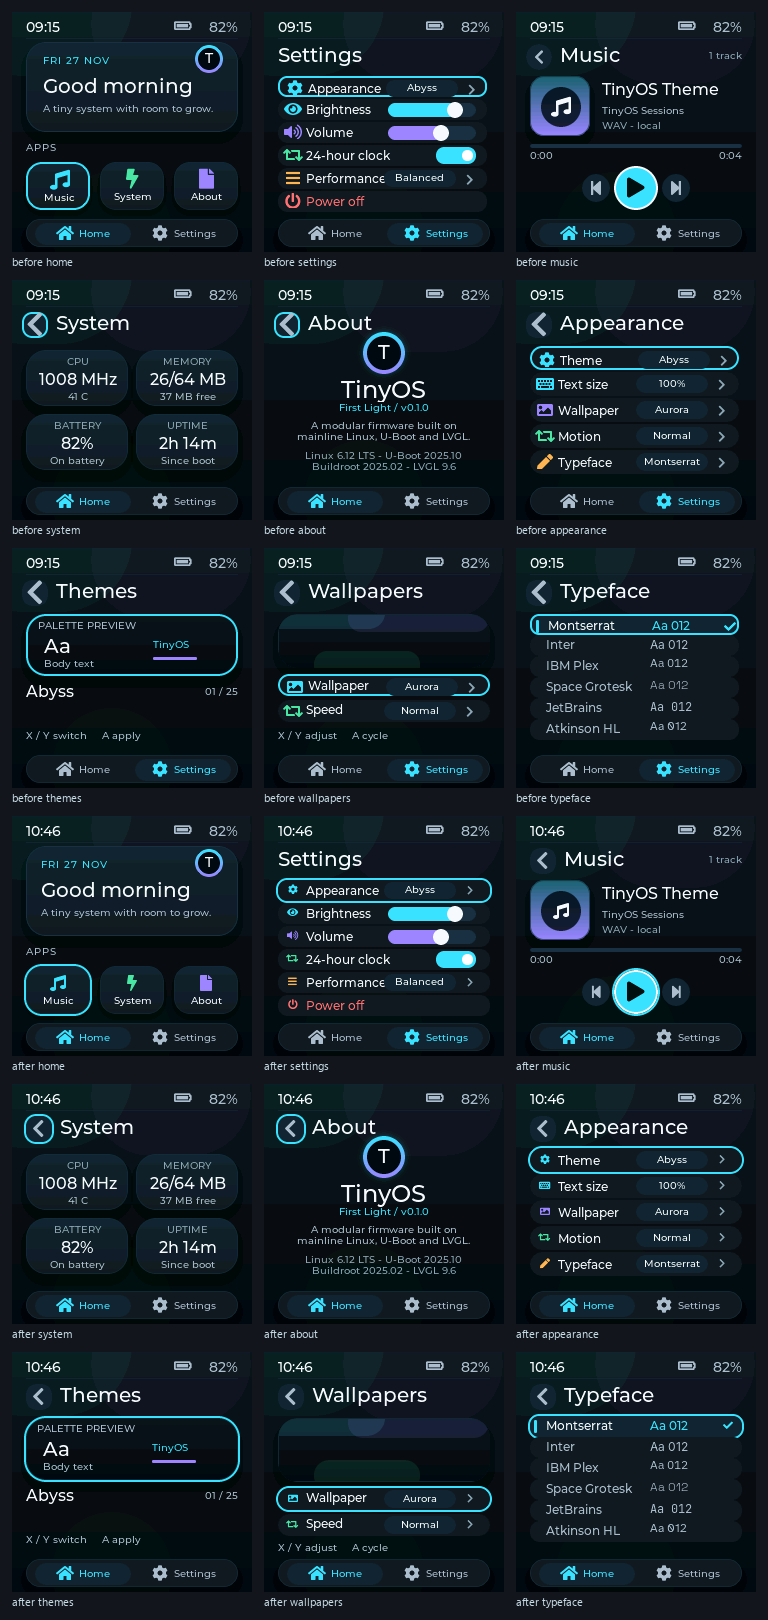 09:15 82%
FRI 27 NOV
T
Good morning
A tiny system with room to grow.
APPS
Music System About
Home Settings
before home
09:15 82%
Settings
Appearance Abyss
Brightness
Volume
24-hour clock
Performance Balanced
Power off
Home Settings
before settings
09:15 82%
Music 1 track
TinyOS Theme
TinyOS Sessions
WAV - local
0:00 0:04
Home Settings
before music
09:15 82%
System
CPU MEMORY
1008 MHz 26/64 MB
41 C 37 MB free
BATTERY UPTIME
82% 2h 14m
On battery Since boot
Home Settings
before system
09:15 82%
About
T
TinyOS
First Light / v0.1.0
A modular firmware built on
mainline Linux, U-Boot and LVGL.
Linux 6.12 LTS - U-Boot 2025.10
Buildroot 2025.02 - LVGL 9.6
Home Settings
before about
09:15 82%
Appearance
Theme Abyss
Text size 100%
Wallpaper Aurora
Motion Normal
Typeface Montserrat
Home Settings
before appearance
09:15 82%
Themes
PALETTE PREVIEW
Aa TinyOS
Body text
Abyss 01 / 25
X / Y switch A apply
Home Settings
before themes
09:15 82%
Wallpapers
Wallpaper Aurora
Speed Normal
X / Y adjust A cycle
Home Settings
before wallpapers
09:15 82%
Typeface
Montserrat Aa 012
Inter Aa 012
IBM Plex Aa 012
Space Grotesk Aa 012
JetBrains Aa 012
Atkinson HL Aa 012
Home Settings
before typeface
10:46 82%
FRI 27 NOV
T
Good morning
A tiny system with room to grow.
APPS
Music System About
Home Settings
after home
10:46 82%
Settings
Appearance Abyss
Brightness
Volume
24-hour clock
Performance Balanced
Power off
Home Settings
after settings
10:46 82%
Music 1 track
TinyOS Theme
TinyOS Sessions
WAV - local
0:00 0:04
Home Settings
after music
10:46 82%
System
CPU MEMORY
1008 MHz 26/64 MB
41 C 37 MB free
BATTERY UPTIME
82% 2h 14m
On battery Since boot
Home Settings
after system
10:46 82%
About
T
TinyOS
First Light / v0.1.0
A modular firmware built on
mainline Linux, U-Boot and LVGL.
Linux 6.12 LTS - U-Boot 2025.10
Buildroot 2025.02 - LVGL 9.6
Home Settings
after about
10:46 82%
Appearance
Theme Abyss
Text size 100%
Wallpaper Aurora
Motion Normal
Typeface Montserrat
Home Settings
after appearance
10:46 82%
Themes
PALETTE PREVIEW
Aa TinyOS
Body text
Abyss 01 / 25
X / Y switch A apply
Home Settings
after themes
10:46 82%
Wallpapers
Wallpaper Aurora
Speed Normal
X / Y adjust A cycle
Home Settings
after wallpapers
10:46 82%
Typeface
Montserrat Aa 012
Inter Aa 012
IBM Plex Aa 012
Space Grotesk Aa 012
JetBrains Aa 012
Atkinson HL Aa 012
Home Settings
after typeface